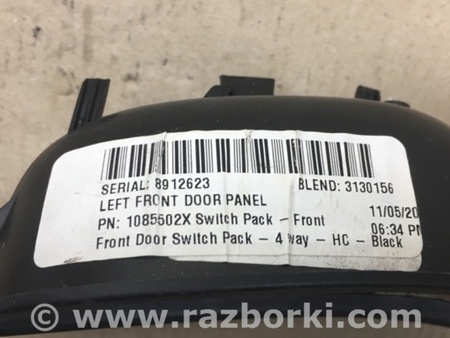 SERIAL: 8912623 BLEND: 3130156
LEFT FRONT DOOR PANEL
PN: 1085502X Switch Pack - Front 11/05/20
Front Door Switch Pack - 4 way - HC - Black 06:34 PM
www.razborki.com